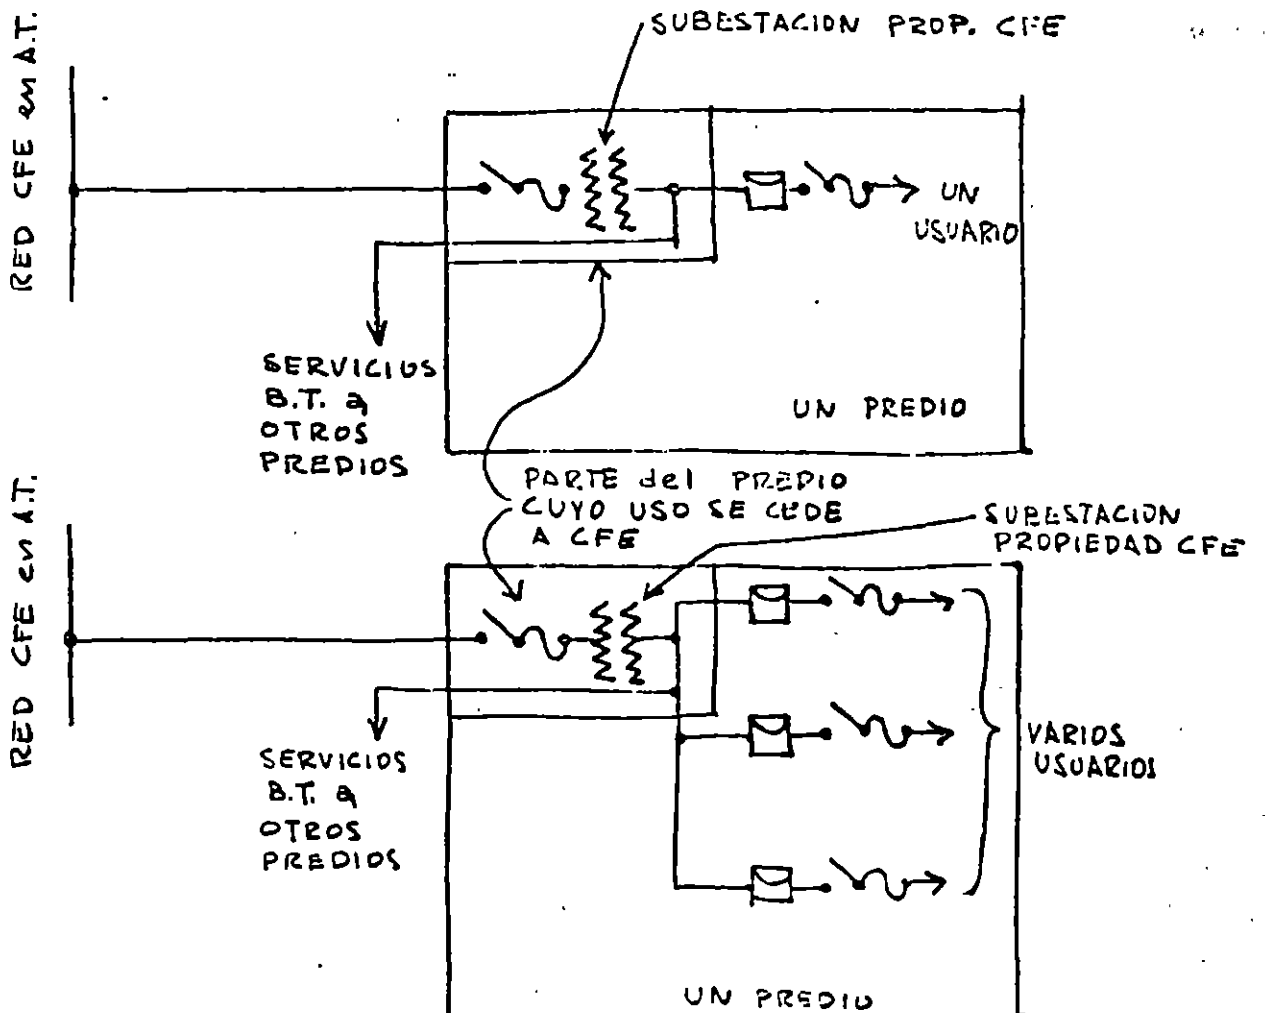 SUBESTACION PROP. CFE
RED CFE en A.T.
UN
USUARIO
SERVICIOS
B.T. a
OTROS
PREDIOS
UN PREDIO
PARTE del PREDIO
CUYO USO SE CEDE
A CFE
RED CFE en A.T.
SUBESTACION
PROPIEDAD CFE
SERVICIOS
B.T. a
OTROS
PREDIOS
VARIOS
USUARIOS
UN PREDIO